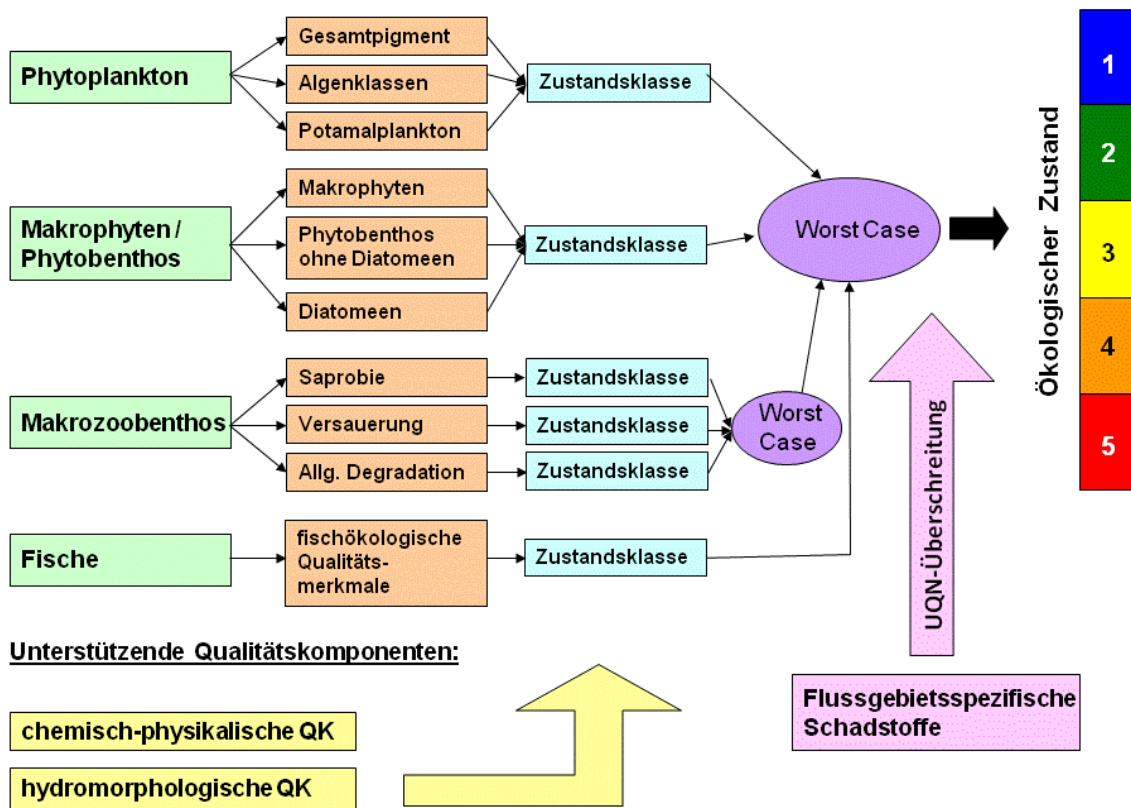 Phytoplankton
Gesamtpigment
Algenklassen
Potamalplankton
Zustandsklasse
Makrophyten /
Phytobenthos
Makrophyten
Phytobenthos
ohne Diatomeen
Diatomeen
Zustandsklasse
Makrozoobenthos
Saprobie
Versauerung
Allg. Degradation
Zustandsklasse
Zustandsklasse
Zustandsklasse
Worst
Case
Fische
fischökologische
Qualitäts-
merkmale
Zustandsklasse
Worst Case
Ökologischer Zustand
1
2
3
4
5
UQN-Überschreitung
Flussgebietsspezifische
Schadstoffe
Unterstützende Qualitätskomponenten:
chemisch-physikalische QK
hydromorphologische QK